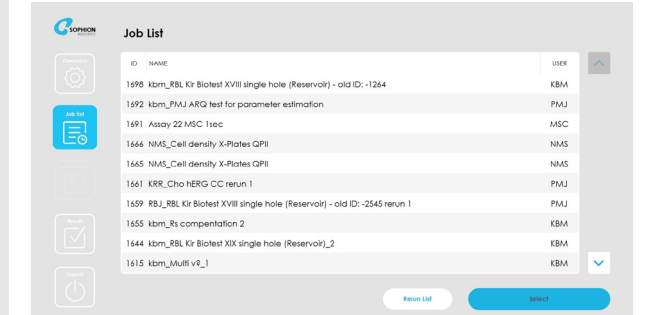 SOPHION
Job List
ID NAME USER
Job list
1698 kbm_RBL Kir Biotest XVIII single hole (Reservoir) - old ID: -1264 KBM
1692 kbm_PMJ ARQ test for parameter estimation PMJ
1691 Assay 22 MSC 1sec MSC
1666 NMS_Cell density X-Plates QPII NMS
1665 NMS_Cell density X-Plates QPII NMS
1661 KRR_Cho hERG CC rerun 1 PMJ
1659 RBJ_RBL Kir Biotest XVIII single hole (Reservoir) - old ID: -2545 rerun 1 PMJ
1655 kbm_Rs compentation 2 KBM
1644 kbm_RBL Kir Biotest XIX single hole (Reservoir)_2 KBM
1615 kbm_Multi v?_1 KBM
Rerun List
Select